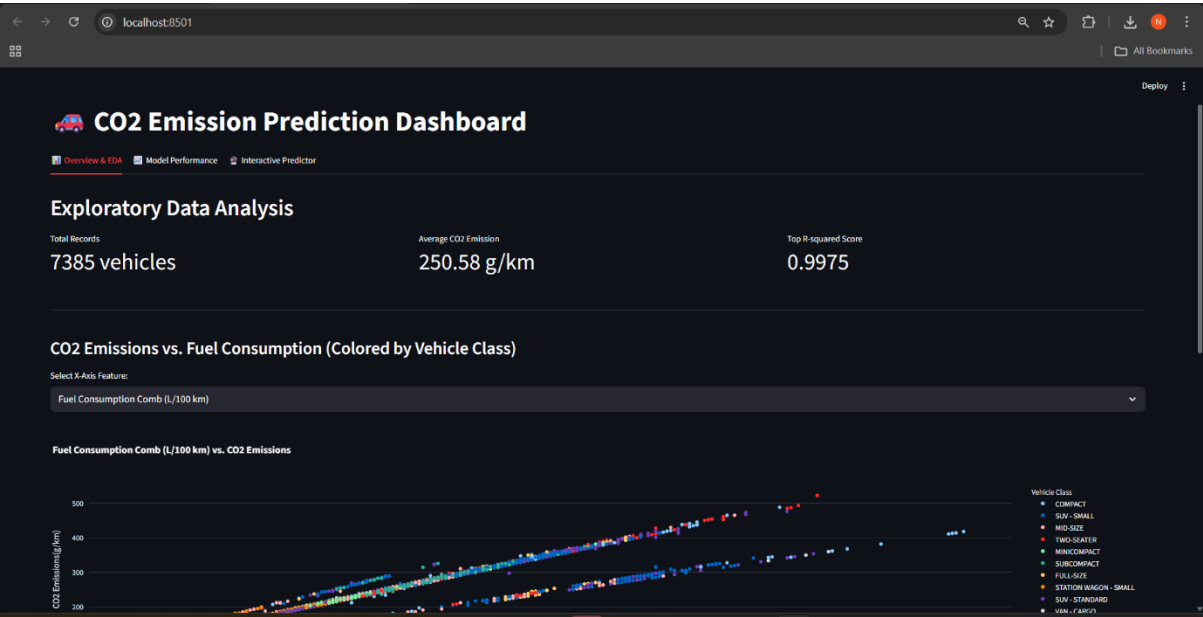 localhost:8501
N
All Bookmarks
Deploy
CO2 Emission Prediction Dashboard
Overview & EDA Model Performance Interactive Predictor
Exploratory Data Analysis
Total Records Average CO2 Emission Top R-squared Score
7385 vehicles 250.58 g/km 0.9975
CO2 Emissions vs. Fuel Consumption (Colored by Vehicle Class)
Select X-Axis Feature:
Fuel Consumption Comb (L/100 km)
Fuel Consumption Comb (L/100 km) vs. CO2 Emissions
CO2 Emissions(g/km)
500
400
300
200
Vehicle Class
COMPACT
SUV - SMALL
MID-SIZE
TWO-SEATER
MINICOMPACT
SUBCOMPACT
FULL-SIZE
STATION WAGON - SMALL
SUV - STANDARD
VAN - CARGO